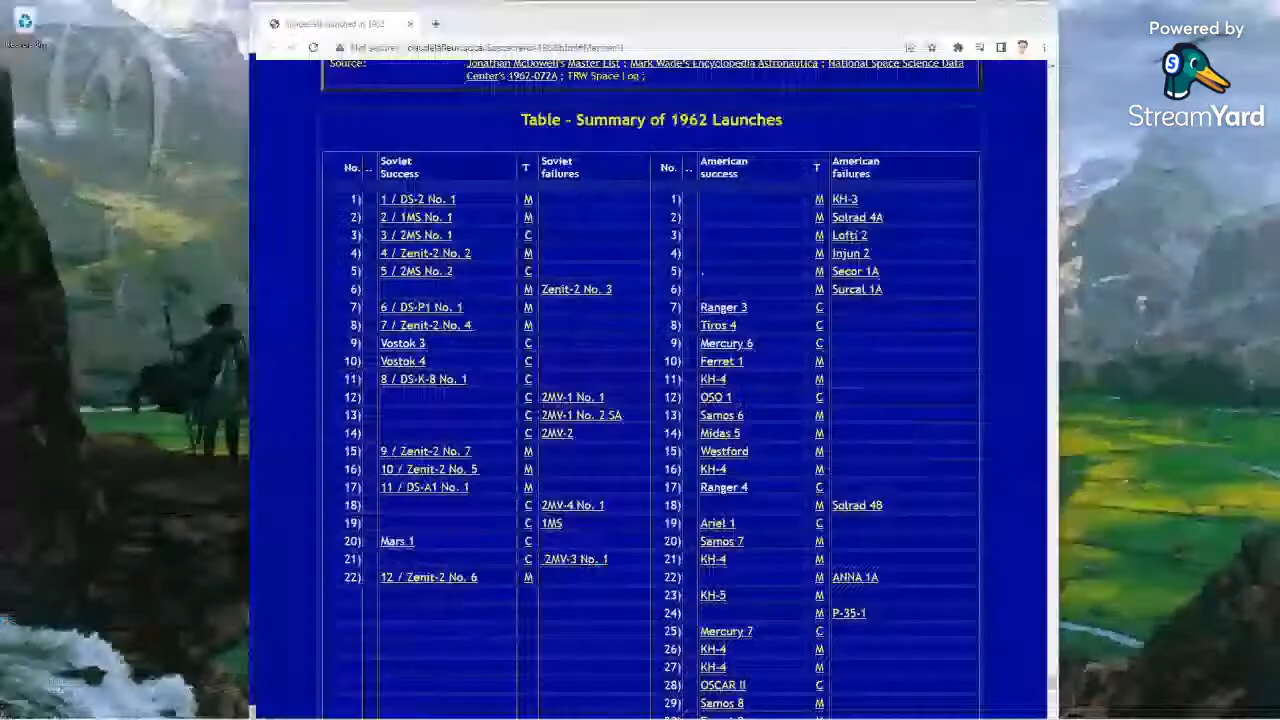 Powered by
StreamYard
Spacecraft launched in 1962
Not secure
Source: Jonathan McDowell's Master List ; Mark Wade's Encyclopedia Astronautica ; National Space Science Data
Center's 1962-072A ; TRW Space Log ;
Table - Summary of 1962 Launches
No. .. Soviet Success T Soviet failures No. .. American success T American failures
1) 1 / DS-2 No. 1 M 1) M KH-3
2) 2 / 1MS No. 1 M 2) M Solrad 4A
3) 3 / 2MS No. 1 C 3) M Lofti 2
4) 4 / Zenit-2 No. 2 M 4) M Injun 2
5) 5 / 2MS No. 2 C 5) . M Secor 1A
6) M Zenit-2 No. 3 6) M Surcal 1A
7) 6 / DS-P1 No. 1 M 7) Ranger 3 C
8) 7 / Zenit-2 No. 4 M 8) Tiros 4 C
9) Vostok 3 C 9) Mercury 6 C
10) Vostok 4 C 10) Ferret 1 M
11) 8 / DS-K-8 No. 1 C 11) KH-4 M
12) C 2MV-1 No. 1 12) OSO 1 C
13) C 2MV-1 No. 2 SA 13) Samos 6 M
14) C 2MV-2 14) Midas 5 M
15) 9 / Zenit-2 No. 7 M 15) Westford M
16) 10 / Zenit-2 No. 5 M 16) KH-4 M
17) 11 / DS-A1 No. 1 M 17) Ranger 4 C
18) C 2MV-4 No. 1 18) M Solrad 4B
19) C 1MS 19) Ariel 1 C
20) Mars 1 C 20) Samos 7 M
21) C 2MV-3 No. 1 21) KH-4 M
22) 12 / Zenit-2 No. 6 M 22) M ANNA 1A
23) KH-5 M
24) M P-35-1
25) Mercury 7 C
26) KH-4 M
27) KH-4 M
28) OSCAR II C
29) Samos 8 M